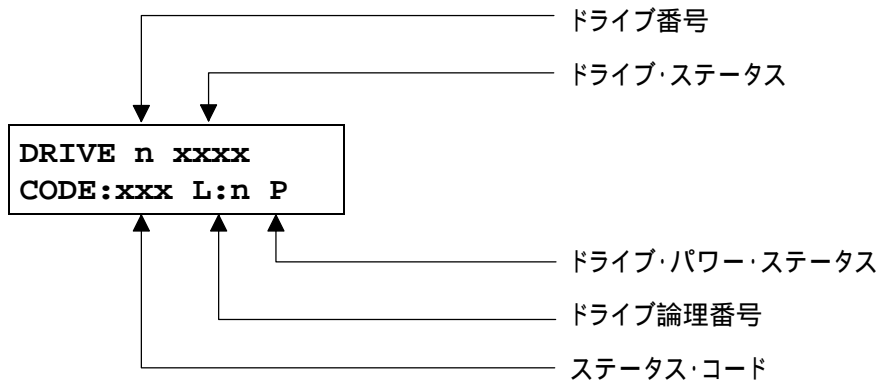 ドライブ番号
ドライブ・ステータス
DRIVE n xxxx
CODE:xxx L:n P
ドライブ・パワー・ステータス
ドライブ論理番号
ステータス・コード